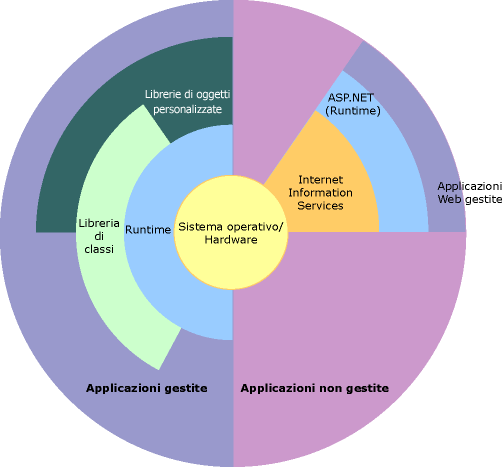 Librerie di oggetti
personalizzate
ASP.NET
(Runtime)
Internet
Information
Services
Applicazioni
Web gestite
Libreria
di
classi
Runtime
Sistema operativo/
Hardware
Applicazioni gestite
Applicazioni non gestite